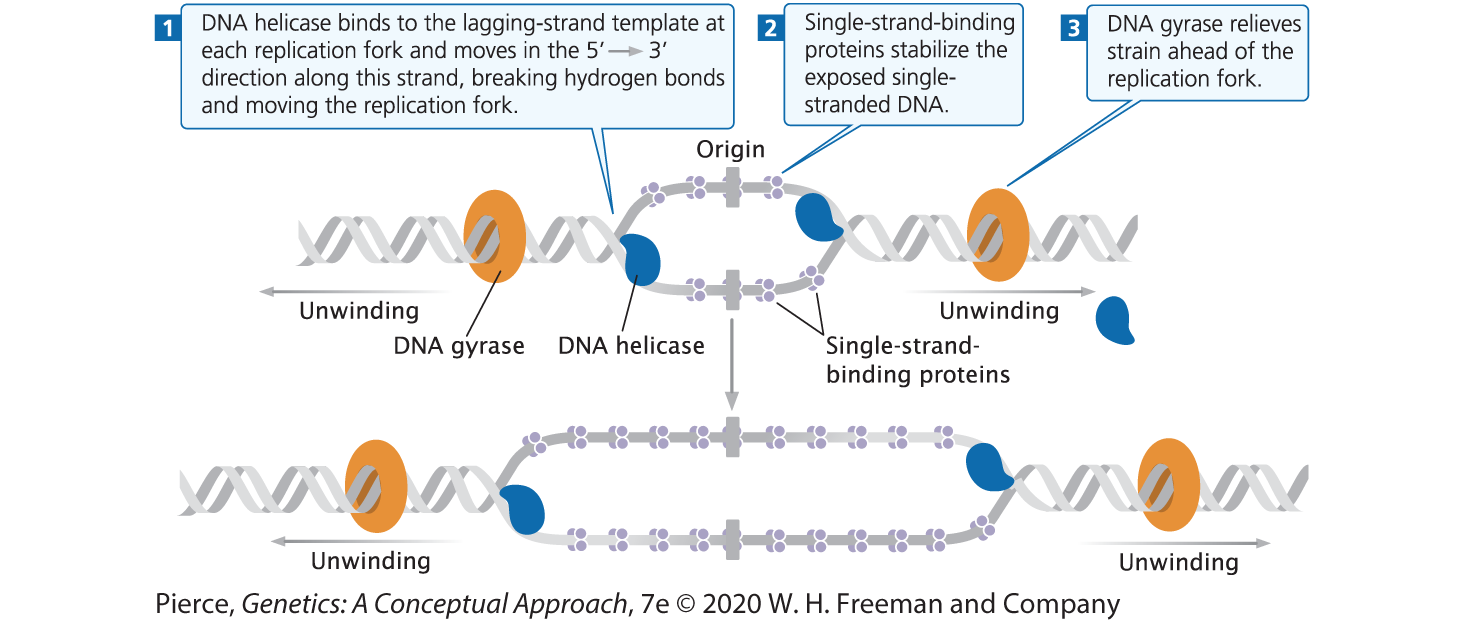 1 DNA helicase binds to the lagging-strand template at
each replication fork and moves in the 5′ → 3′
direction along this strand, breaking hydrogen bonds
and moving the replication fork.
2 Single-strand-binding
proteins stabilize the
exposed single-
stranded DNA.
3 DNA gyrase relieves
strain ahead of the
replication fork.
Origin
Unwinding
Unwinding
DNA gyrase
DNA helicase
Single-strand-
binding proteins
Unwinding
Unwinding
Pierce, Genetics: A Conceptual Approach, 7e © 2020 W. H. Freeman and Company